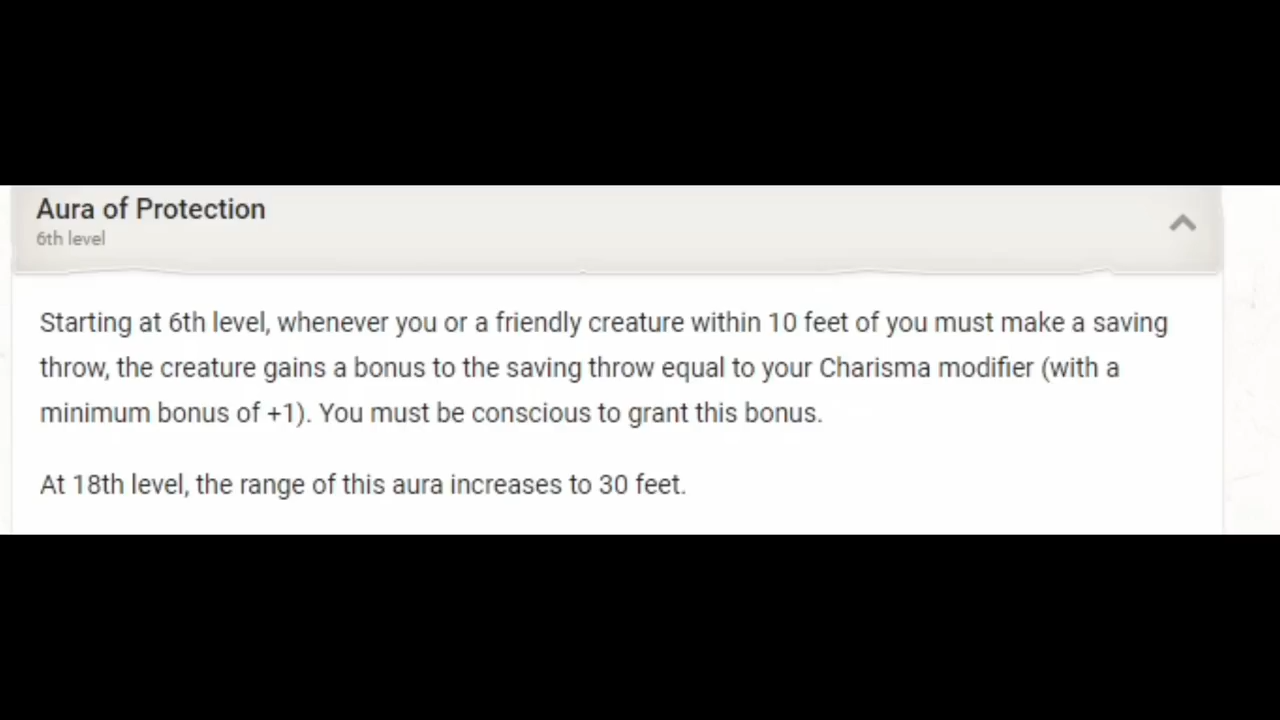 Aura of Protection
6th level
Starting at 6th level, whenever you or a friendly creature within 10 feet of you must make a saving
throw, the creature gains a bonus to the saving throw equal to your Charisma modifier (with a
minimum bonus of +1). You must be conscious to grant this bonus.
At 18th level, the range of this aura increases to 30 feet.